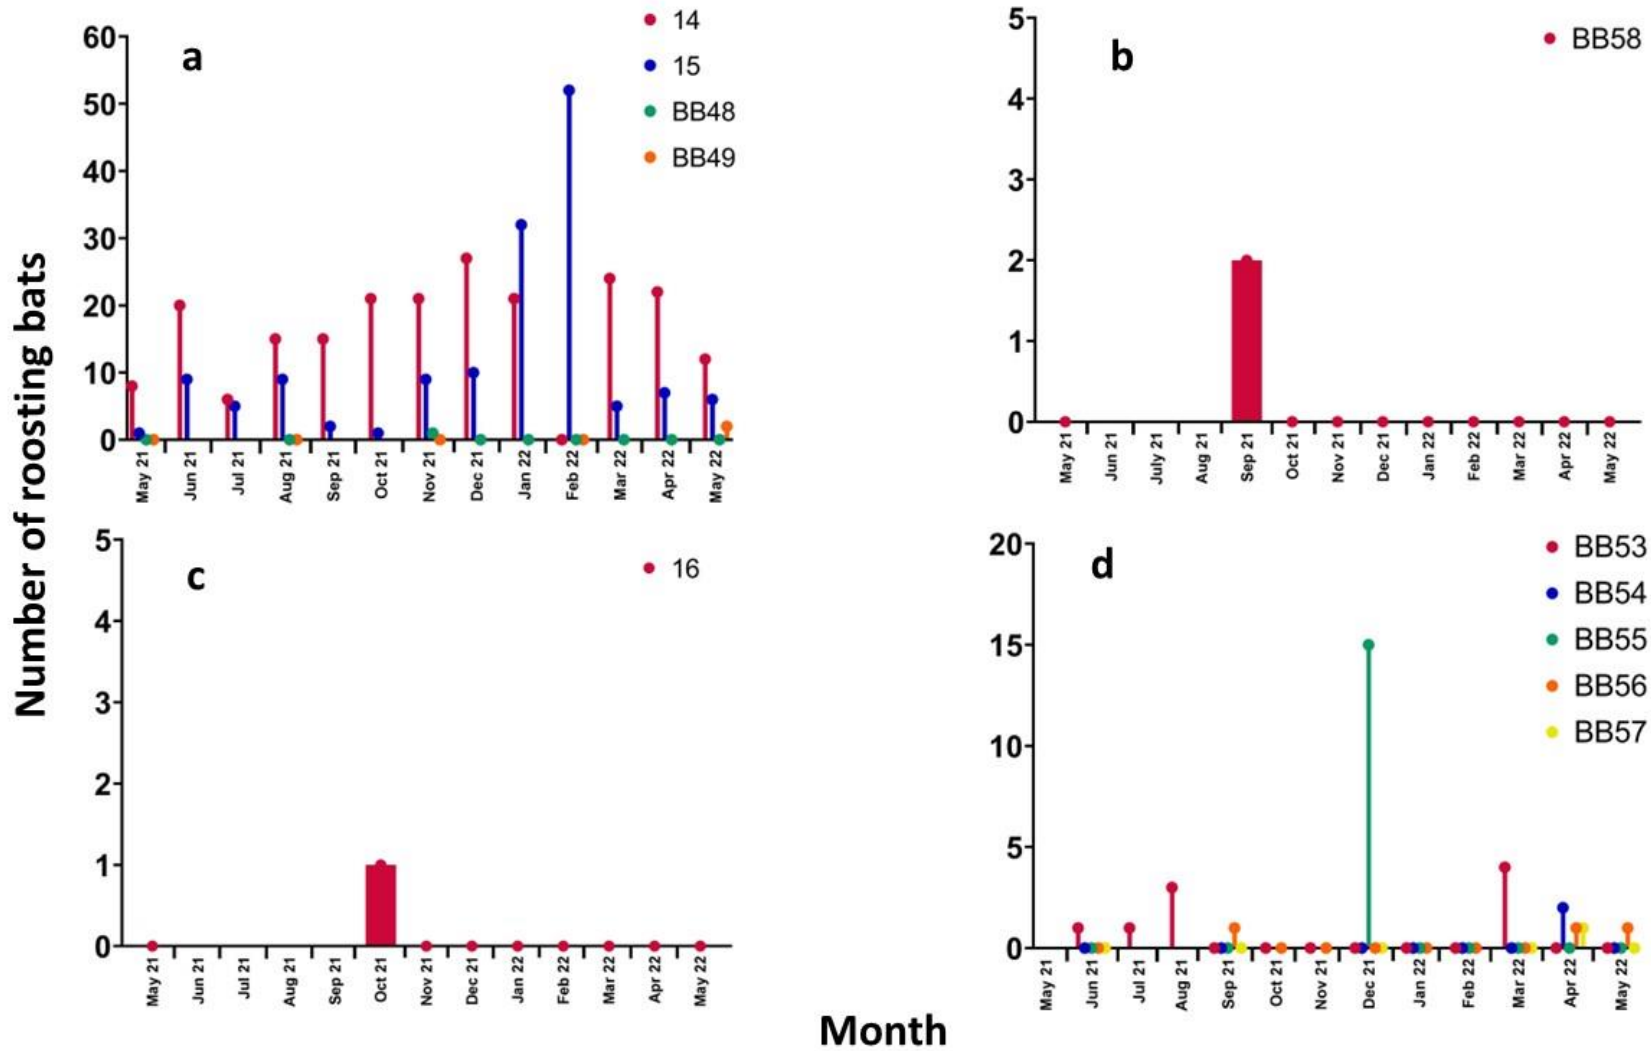 Number of roosting bats
a
60
50
40
30
20
10
0
14
15
BB48
BB49
May 21
Jun 21
Jul 21
Aug 21
Sep 21
Oct 21
Nov 21
Dec 21
Jan 22
Feb 22
Mar 22
Apr 22
May 22
b
5
4
3
2
1
0
BB58
May 21
Jun 21
July 21
Aug 21
Sep 21
Oct 21
Nov 21
Dec 21
Jan 22
Feb 22
Mar 22
Apr 22
May 22
c
5
4
3
2
1
0
16
May 21
Jun 21
Jul 21
Aug 21
Sep 21
Oct 21
Nov 21
Dec 21
Jan 22
Feb 22
Mar 22
Apr 22
May 22
d
20
15
10
5
0
BB53
BB54
BB55
BB56
BB57
May 21
Jun 21
Jul 21
Aug 21
Sep 21
Oct 21
Nov 21
Dec 21
Jan 22
Feb 22
Mar 22
Apr 22
May 22
Month